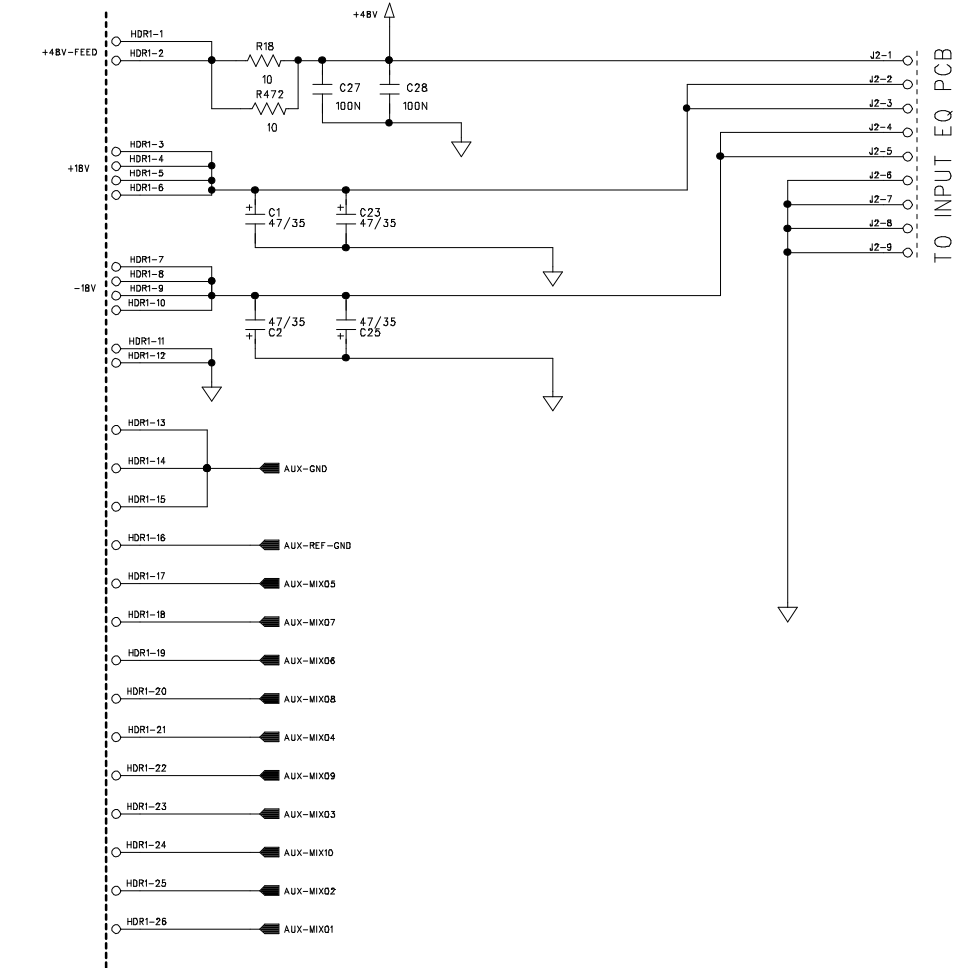 +48V
HDR1-1
+48V-FEED
HDR1-2
R18
10
R472
10
C27
100N
C28
100N
HDR1-3
HDR1-4
+18V
HDR1-5
HDR1-6
C1
47/35
C23
47/35
HDR1-7
HDR1-8
-18V
HDR1-9
HDR1-10
47/35
C2
47/35
C25
HDR1-11
HDR1-12
HDR1-13
HDR1-14
AUX-GND
HDR1-15
HDR1-16
AUX-REF-GND
HDR1-17
AUX-MIX05
HDR1-18
AUX-MIX07
HDR1-19
AUX-MIX06
HDR1-20
AUX-MIX08
HDR1-21
AUX-MIX04
HDR1-22
AUX-MIX09
HDR1-23
AUX-MIX03
HDR1-24
AUX-MIX10
HDR1-25
AUX-MIX02
HDR1-26
AUX-MIX01
J2-1
J2-2
J2-3
J2-4
J2-5
J2-6
J2-7
J2-8
J2-9
TO INPUT EQ PCB